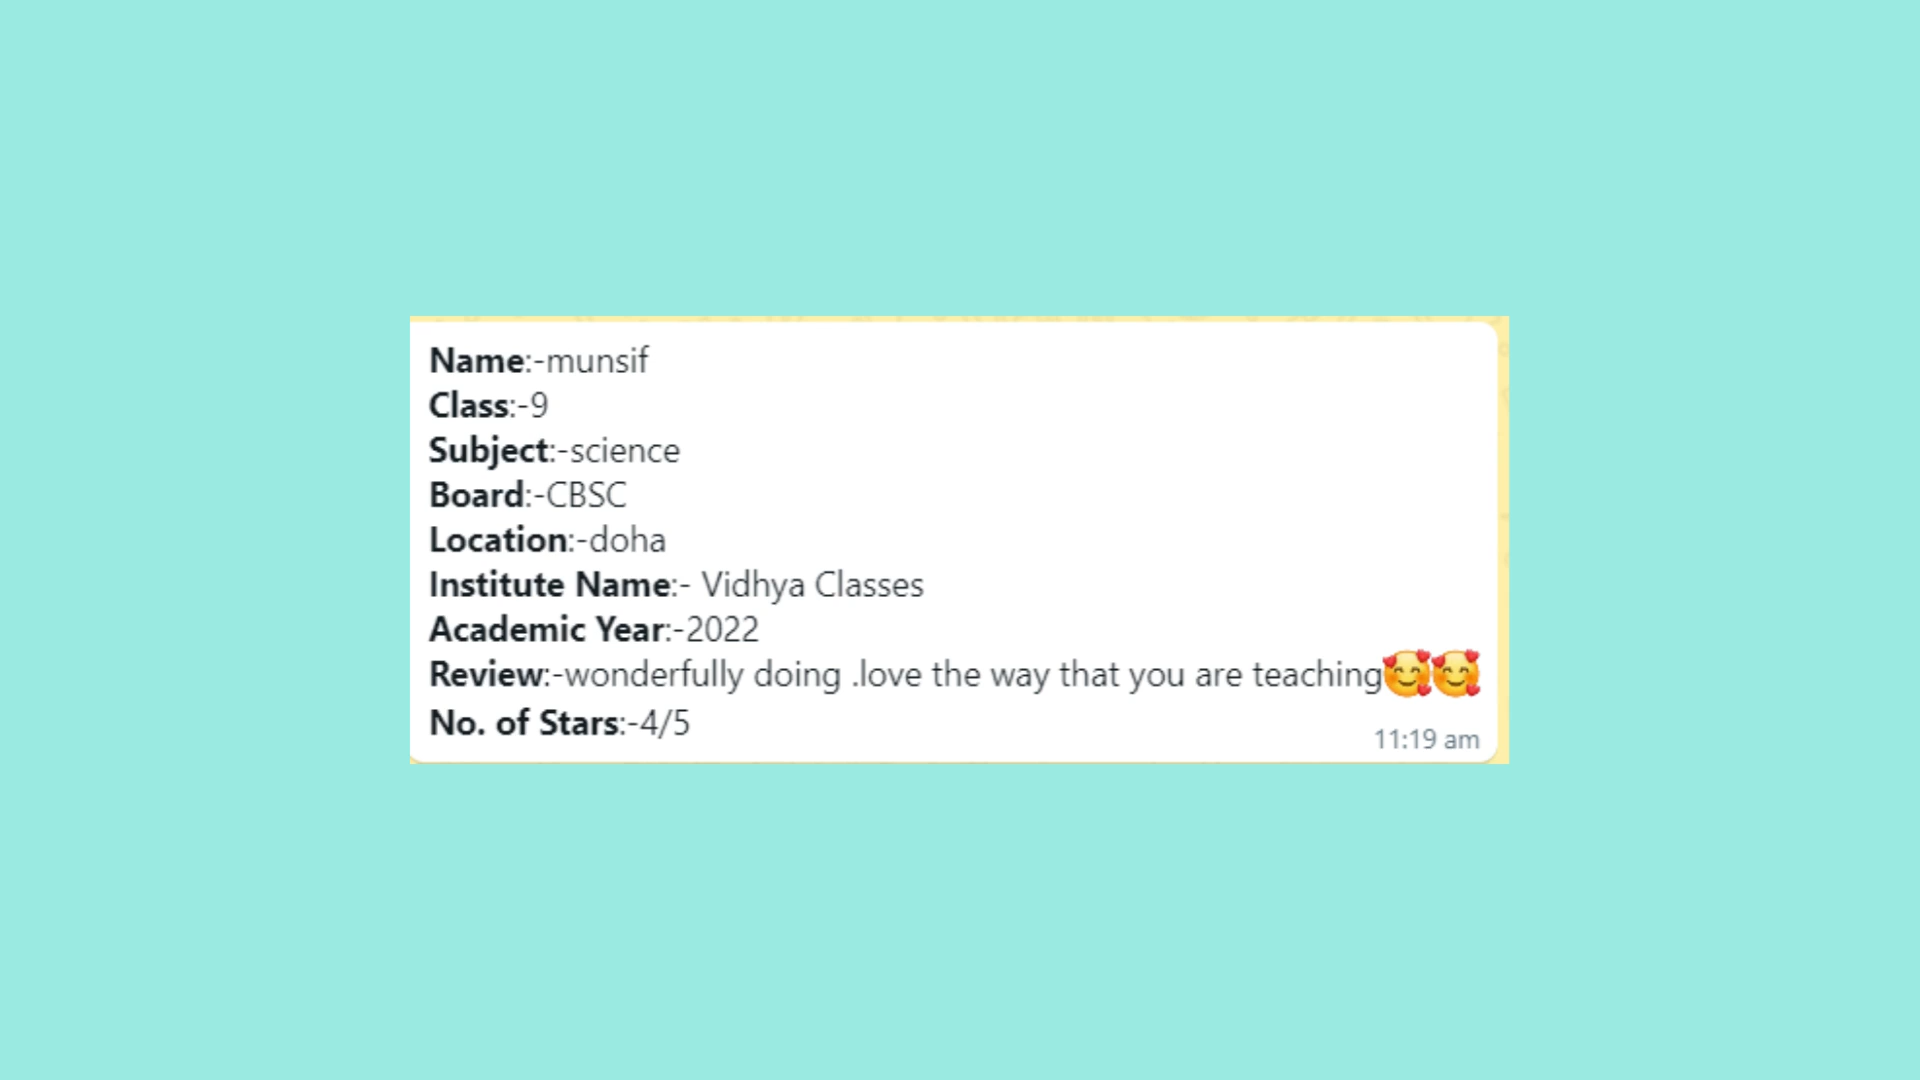 Name:-munsif
Class:-9
Subject:-science
Board:-CBSC
Location:-doha
Institute Name:- Vidhya Classes
Academic Year:-2022
Review:-wonderfully doing .love the way that you are teaching🥰🥰
No. of Stars:-4/5
11:19 am